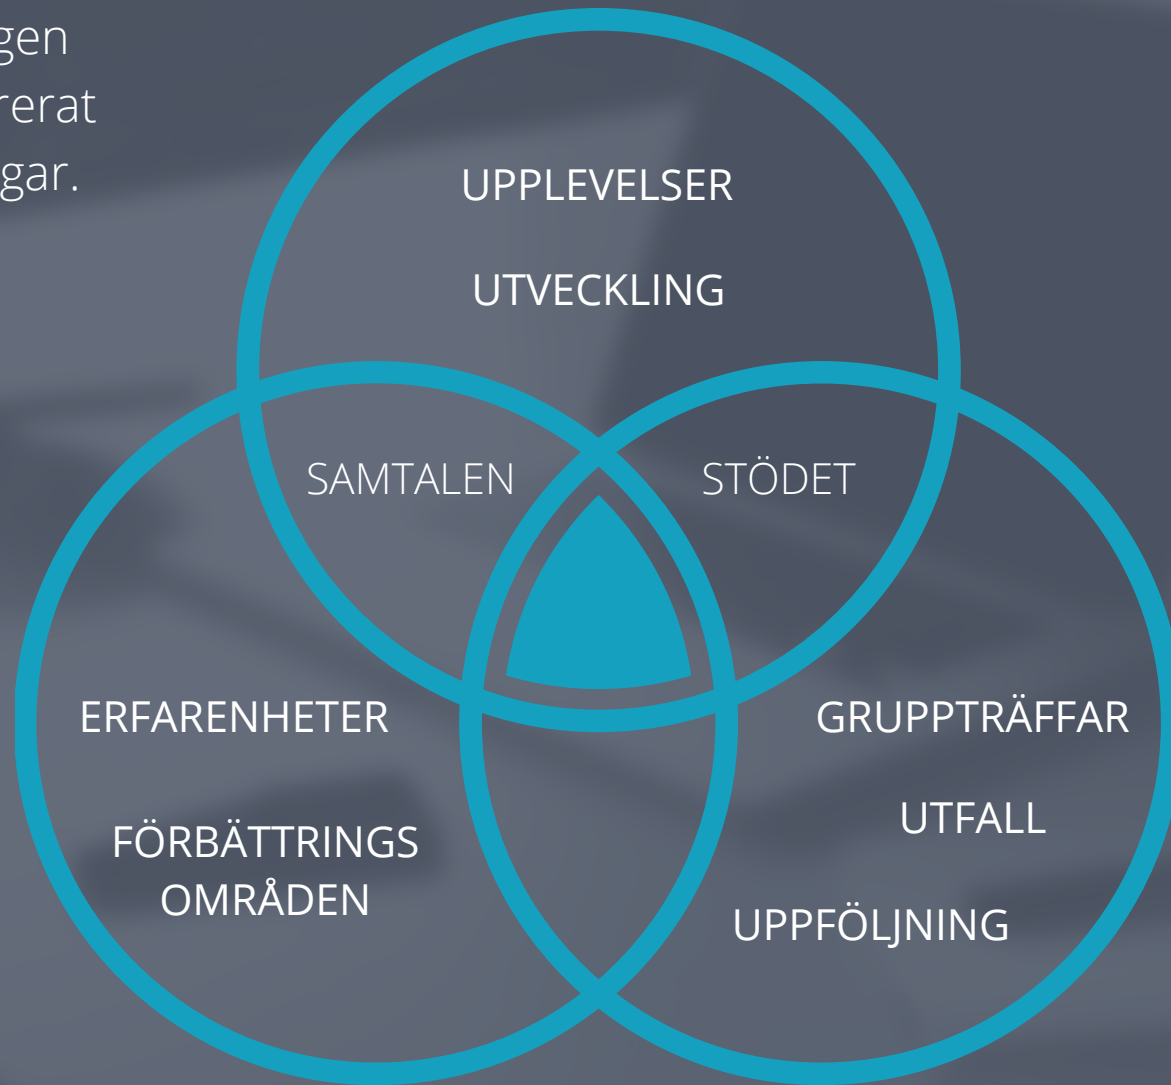 gen
rerat
gar.
UPPLEVELSER
UTVECKLING
SAMTALEN
STÖDET
ERFARENHETER
FÖRBÄTTRINGS
OMRÅDEN
GRUPPTRÄFFAR
UTFALL
UPPFÖLJNING